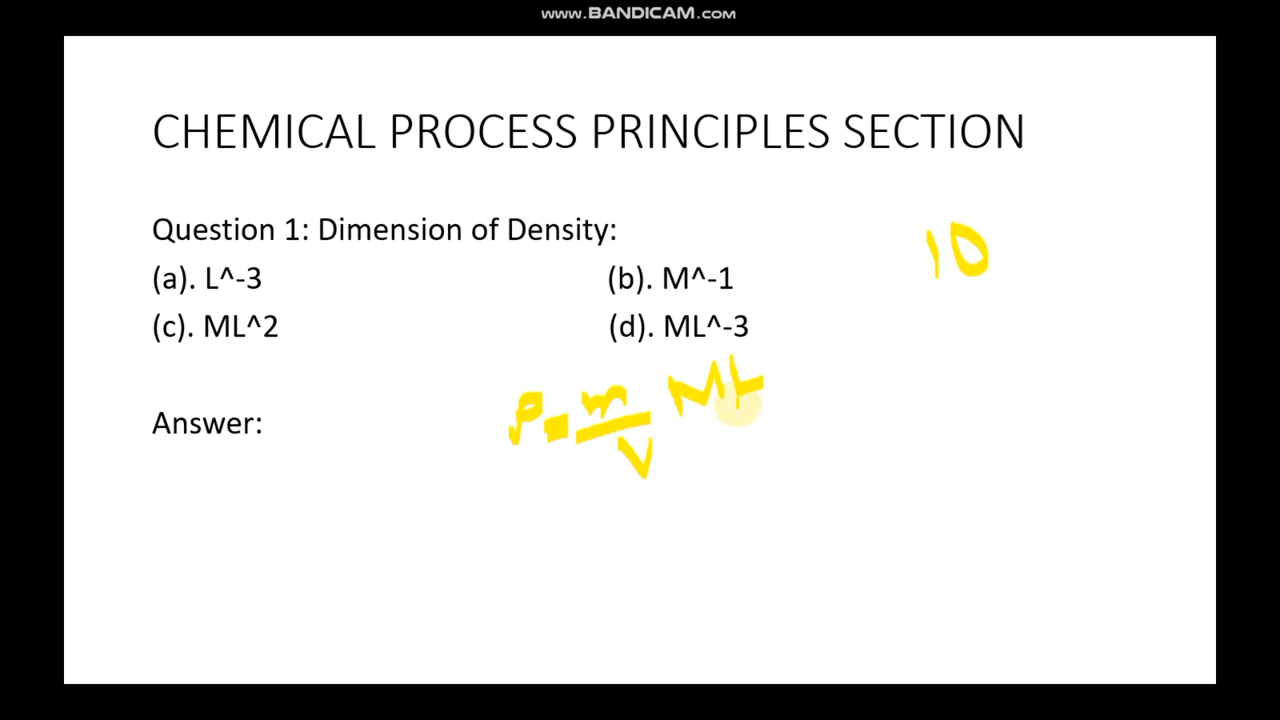 www.BANDICAM.com
CHEMICAL PROCESS PRINCIPLES SECTION
Question 1: Dimension of Density:
10
(a). L^-3 (b). M^-1
(c). ML^2 (d). ML^-3
Answer: ρ = m/V ML